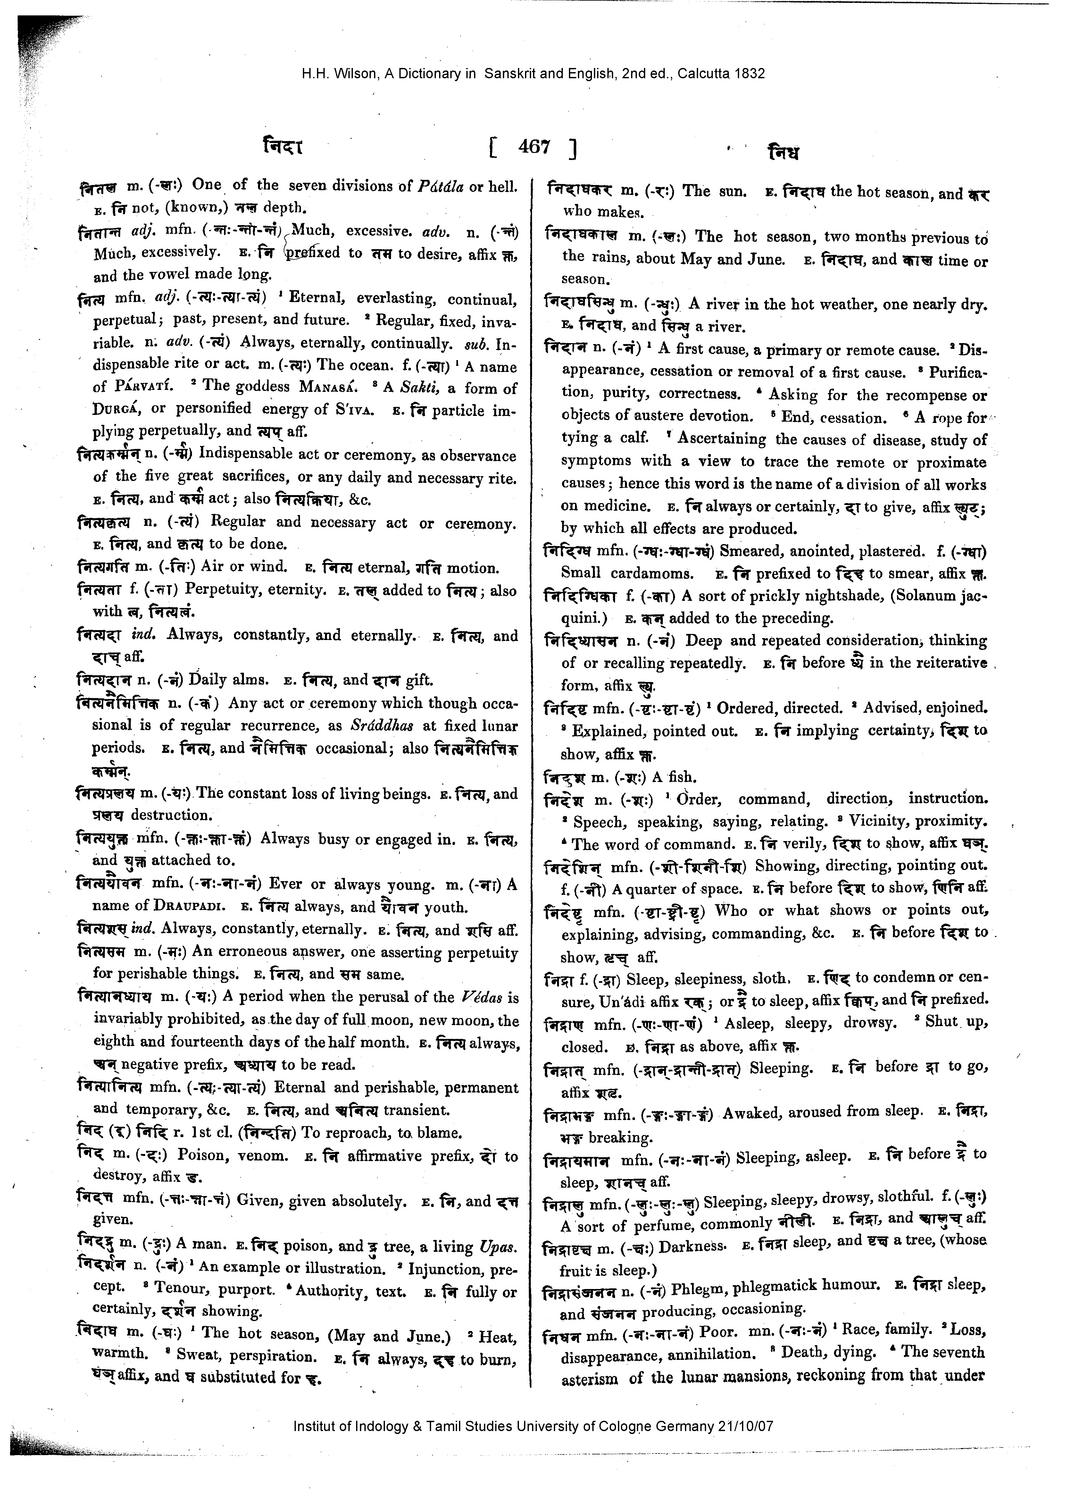 H.H. Wilson, A Dictionary in Sanskrit and English, 2nd ed., Calcutta 1832
निदा
[ 467 ]
निध
नितल m. (-लः) One of the seven divisions of Pátála or hell.
E. नि not, (known,) तल depth.
नितान्त adj. mfn. (-न्तः-न्ता-न्तं) Much, excessive. adv. n. (-न्तं)
Much, excessively. E. नि prefixed to तम to desire, affix क्त,
and the vowel made long.
नित्य mfn. adj. (-त्यः-त्या-त्यं) ¹ Eternal, everlasting, continual,
perpetual; past, present, and future. ² Regular, fixed, inva-
riable. n. adv. (-त्यं) Always, eternally, continually. sub. In-
dispensable rite or act. m. (-त्यः) The ocean. f. (-त्या) ¹ A name
of PÁRVATÍ. ² The goddess MANASÁ. ³ A Sakti, a form of
DURGÁ, or personified energy of S'IVA. E. नि particle im-
plying perpetually, and त्यप् aff.
नित्यकर्म्मन् n. (-र्म्म) Indispensable act or ceremony, as observance
of the five great sacrifices, or any daily and necessary rite.
E. नित्य, and कर्म्म act; also नित्यक्रिया, &c.
नित्यकृत्य n. (-त्यं) Regular and necessary act or ceremony.
E. नित्य, and कृत्य to be done.
नित्यगति m. (-तिः) Air or wind. E. नित्य eternal, गति motion.
नित्यता f. (-ता) Perpetuity, eternity. E. तल् added to नित्य; also
with त्व, नित्यत्वं.
नित्यदा ind. Always, constantly, and eternally. E. नित्य, and
दाच् aff.
नित्यदान n. (-नं) Daily alms. E. नित्य, and दान gift.
नित्यनैमित्तिक n. (-कं) Any act or ceremony which though occa-
sional is of regular recurrence, as Sráddhas at fixed lunar
periods. E. नित्य, and नैमित्तिक occasional; also नित्यनैमित्तिक
कर्म्मन्.
नित्यप्रलय m. (-यः) The constant loss of living beings. E. नित्य, and
प्रलय destruction.
नित्ययुक्त mfn. (-क्तः-क्ता-क्तं) Always busy or engaged in. E. नित्य,
and युक्त attached to.
नित्ययौवन mfn. (-नः-ना-नं) Ever or always young. m. (-ना) A
name of DRAUPADI. E. नित्य always, and यौवन youth.
नित्यशस् ind. Always, constantly, eternally. E. नित्य, and शसि aff.
नित्यसम m. (-मः) An erroneous answer, one asserting perpetuity
for perishable things. E. नित्य, and सम same.
नित्यानध्याय m. (-यः) A period when the perusal of the Védas is
invariably prohibited, as the day of full moon, new moon, the
eighth and fourteenth days of the half month. E. नित्य always,
अन् negative prefix, अध्याय to be read.
नित्यानित्य mfn. (-त्यः-त्या-त्यं) Eternal and perishable, permanent
and temporary, &c. E. नित्य, and अनित्य transient.
निद (इ) निदि r. 1st cl. (निन्दति) To reproach, to blame.
निद m. (-दः) Poison, venom. E. नि affirmative prefix, दो to
destroy, affix ड.
निदत्त mfn. (-त्तः-त्ता-त्तं) Given, given absolutely. E. नि, and दत्त
given.
निदद्रु m. (-द्रुः) A man. E. निद poison, and द्रु tree, a living Upas.
निदर्शन n. (-नं) ¹ An example or illustration. ² Injunction, pre-
cept. ³ Tenour, purport. ⁴ Authority, text. E. नि fully or
certainly, दर्शन showing.
निदाघ m. (-घः) ¹ The hot season, (May and June.) ² Heat,
warmth. ³ Sweat, perspiration. E. नि always, दह to burn,
घञ् affix, and घ substituted for ह.
निदाघकर m. (-रः) The sun. E. निदाघ the hot season, and कर
who makes.
निदाघकाल m. (-लः) The hot season, two months previous to
the rains, about May and June. E. निदाघ, and काल time or
season.
निदाघसिन्धु m. (-न्धुः) A river in the hot weather, one nearly dry.
E. निदाघ, and सिन्धु a river.
निदान n. (-नं) ¹ A first cause, a primary or remote cause. ² Dis-
appearance, cessation or removal of a first cause. ³ Purifica-
tion, purity, correctness. ⁴ Asking for the recompense or
objects of austere devotion. ⁵ End, cessation. ⁶ A rope for
tying a calf. ⁷ Ascertaining the causes of disease, study of
symptoms with a view to trace the remote or proximate
causes; hence this word is the name of a division of all works
on medicine. E. नि always or certainly, दा to give, affix ल्युट्;
by which all effects are produced.
निदिग्ध mfn. (-ग्धः-ग्धा-ग्धं) Smeared, anointed, plastered. f. (-ग्धा)
Small cardamoms. E. नि prefixed to दिह to smear, affix क्त.
निदिग्धिका f. (-का) A sort of prickly nightshade, (Solanum jac-
quini.) E. कन् added to the preceding.
निदिध्यासन n. (-नं) Deep and repeated consideration, thinking
of or recalling repeatedly. E. नि before ध्यै in the reiterative
form, affix ल्यु.
निदिष्ट mfn. (-ष्टः-ष्टा-ष्टं) ¹ Ordered, directed. ² Advised, enjoined.
³ Explained, pointed out. E. नि implying certainty, दिश to
show, affix क्त.
निदृश m. (-शः) A fish.
निदेश m. (-शः) ¹ Order, command, direction, instruction.
² Speech, speaking, saying, relating. ³ Vicinity, proximity.
⁴ The word of command. E. नि verily, दिश to show, affix घञ्.
निदेशिन् mfn. (-शी-शिनी-शि) Showing, directing, pointing out.
f. (-नी) A quarter of space. E. नि before दिश to show, णिनि aff.
निदेष्टृ mfn. (-ष्टा-ष्ट्री-ष्टृ) Who or what shows or points out,
explaining, advising, commanding, &c. E. नि before दिश to
show, तृच् aff.
निद्रा f. (-द्रा) Sleep, sleepiness, sloth. E. णिद to condemn or cen-
sure, Un'ádi affix रक्; or द्रै to sleep, affix क्विप्, and नि prefixed.
निद्राण mfn. (-णः-णा-णं) ¹ Asleep, sleepy, drowsy. ² Shut up,
closed. E. निद्रा as above, affix क्त.
निद्रात् mfn. (-द्रान्-द्रान्ती-द्रात्) Sleeping. E. नि before द्रा to go,
affix शतृ.
निद्राभङ्ग mfn. (-ङ्गः-ङ्गा-ङ्गं) Awaked, aroused from sleep. E. निद्रा,
भङ्ग breaking.
निद्रायमान mfn. (-नः-ना-नं) Sleeping, asleep. E. नि before द्रै to
sleep, शानच् aff.
निद्रालु mfn. (-लुः-लुः-लु) Sleeping, sleepy, drowsy, slothful. f. (-लुः)
A sort of perfume, commonly नीली. E. निद्रा, and आलुच् aff.
निद्रावृक्ष m. (-क्षः) Darkness. E. निद्रा sleep, and वृक्ष a tree, (whose
fruit is sleep.)
निद्रासंजनन n. (-नं) Phlegm, phlegmatick humour. E. निद्रा sleep,
and संजनन producing, occasioning.
निधन mfn. (-नः-ना-नं) Poor. mn. (-नः-नं) ¹ Race, family. ² Loss,
disappearance, annihilation. ³ Death, dying. ⁴ The seventh
asterism of the lunar mansions, reckoning from that under
Institut of Indology & Tamil Studies University of Cologne Germany 21/10/07